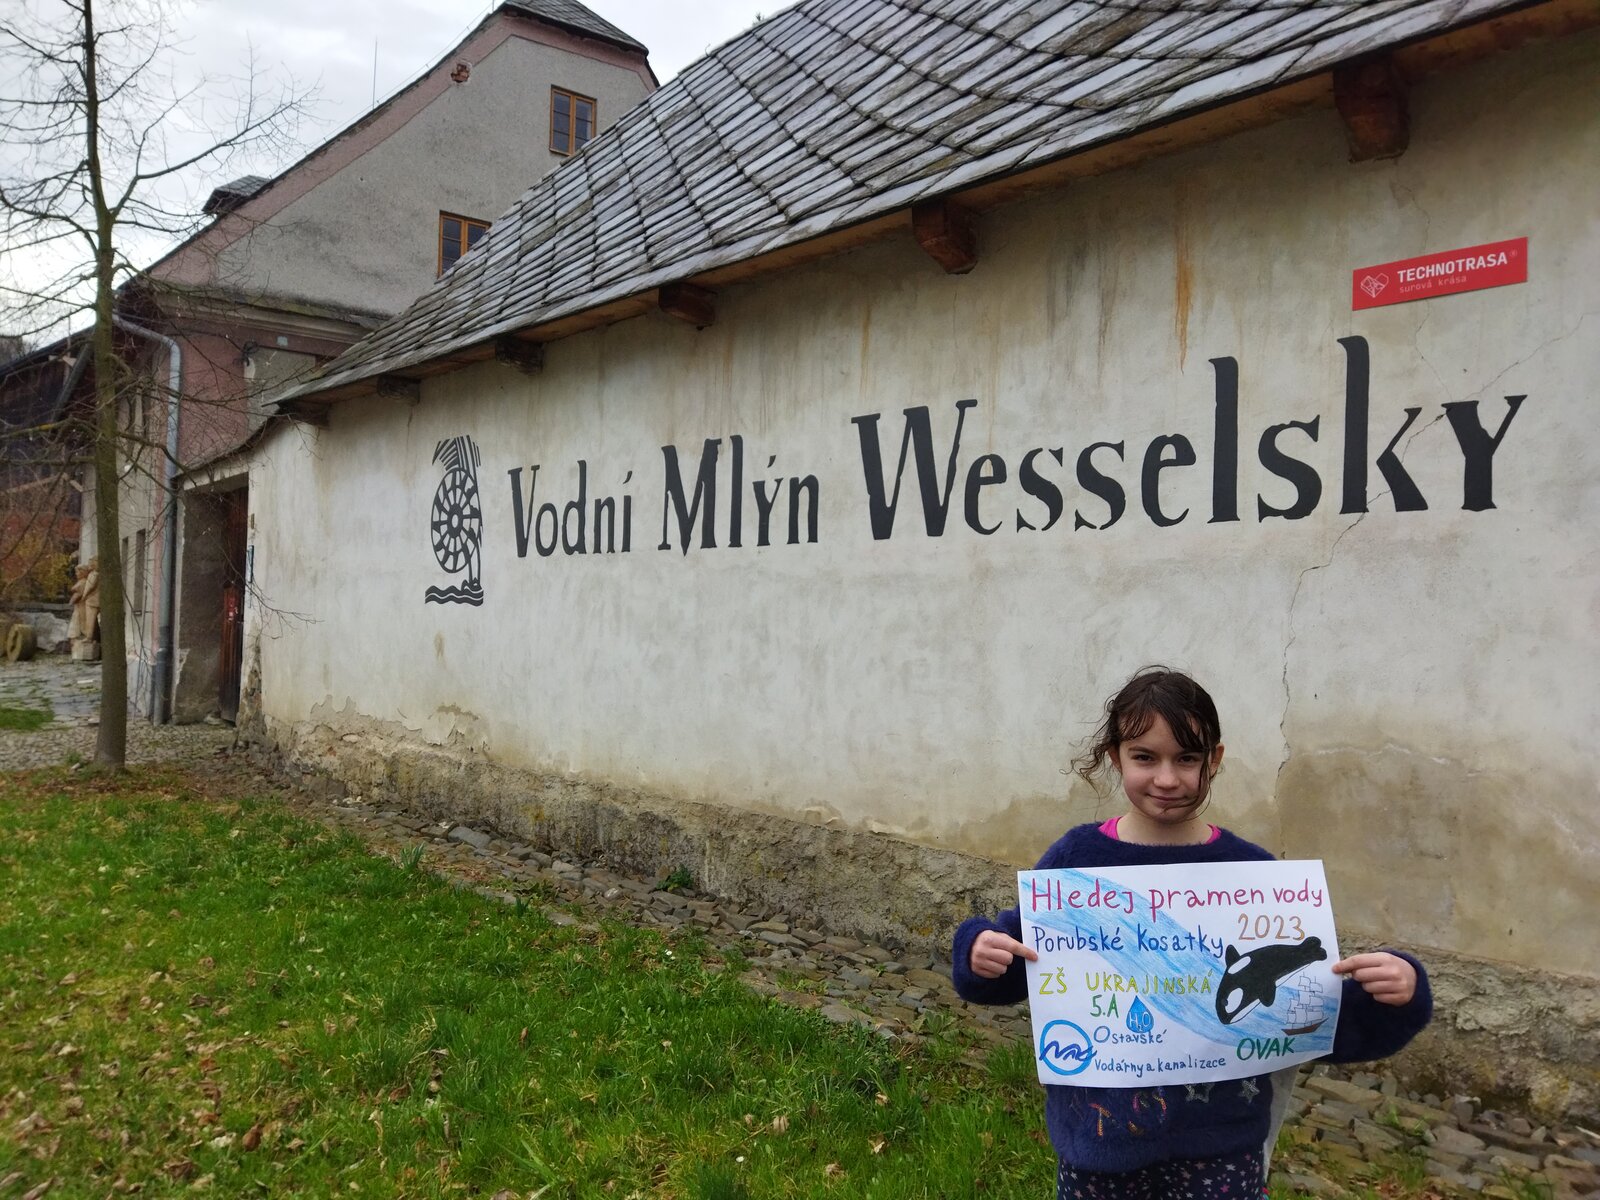 TECHNOTRASA®
surová krása
Vodní Mlýn Wesselsky
Hledej pramen vody
2023
Porubské Kosatky
ZŠ UKRAJINSKÁ
5.A
H2O
Ostavské
Vodárny a kanalizace
OVAK